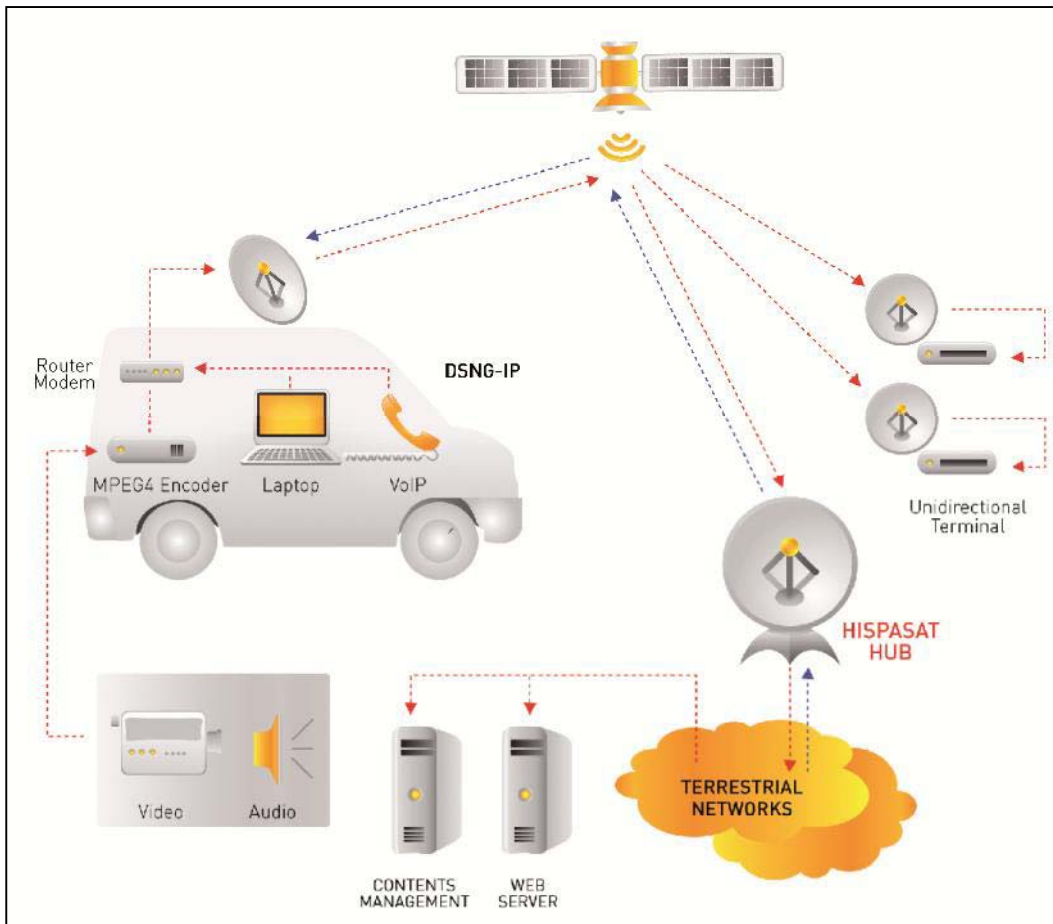 Router
Modem
DSNG-IP
MPEG4 Encoder
Laptop
VoIP
Unidirectional
Terminal
HISPASAT
HUB
Video
Audio
TERRESTRIAL
NETWORKS
CONTENTS
MANAGEMENT
WEB
SERVER